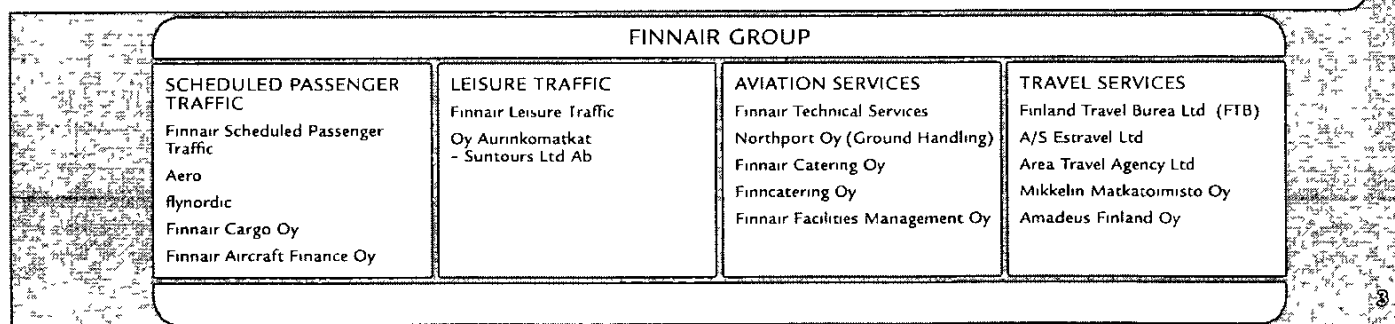 FINNAIR GROUP
SCHEDULED PASSENGER
TRAFFIC
Finnair Scheduled Passenger
Traffic
Aero
flynordic
Finnair Cargo Oy
Finnair Aircraft Finance Oy
LEISURE TRAFFIC
Finnair Leisure Traffic
Oy Aurinkomatkat
- Suntours Ltd Ab
AVIATION SERVICES
Finnair Technical Services
Northport Oy (Ground Handling)
Finnair Catering Oy
Finncatering Oy
Finnair Facilities Management Oy
TRAVEL SERVICES
Finland Travel Burea Ltd (FTB)
A/S Estravel Ltd
Area Travel Agency Ltd
Mikkelin Matkatoimisto Oy
Amadeus Finland Oy
3